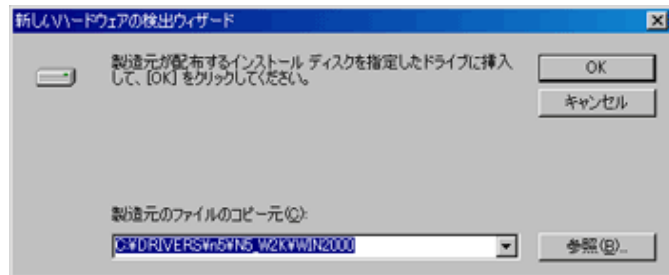 新しいハードウェアの検出ウィザード
製造元が配布するインストール ディスクを指定したドライブに挿入
して、[OK] をクリックしてください。
OK
キャンセル
製造元のファイルのコピー元(C):
C:¥DRIVERS¥n5¥N5_W2K¥WIN2000
参照(B)...